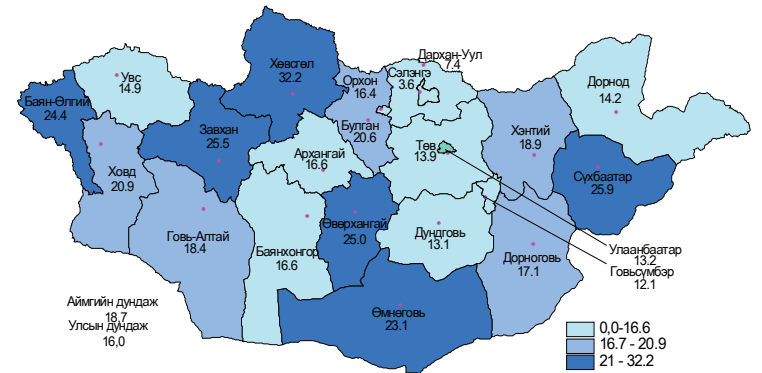 Увс
14.9
Баян-Өлгий
24.4
Ховд
20.9
Завхан
25.5
Хөвсгөл
32.2
Говь-Алтай
18.4
Архангай
16.6
Баянхонгор
16.6
Өвөрхангай
25.0
Орхон
16.4
Булган
20.6
Сэлэнгэ
3.6
Дархан-Уул
7.4
Төв
13.9
Дундговь
13.1
Өмнөговь
23.1
Хэнтий
18.9
Дорнод
14.2
Сүхбаатар
25.9
Дорноговь
17.1
Улаанбаатар
13.2
Говьсүмбэр
12.1
Аймгийн дундаж
18.7
Улсын дундаж
16,0
0,0-16.6
16.7 - 20.9
21 - 32.2